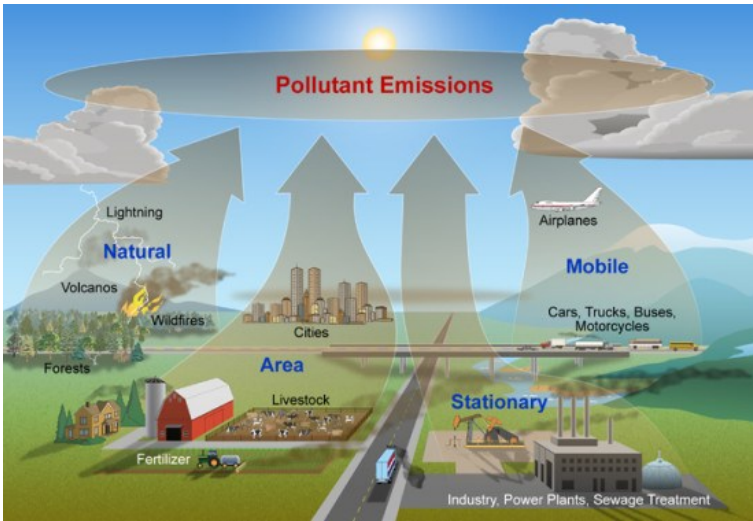 Pollutant Emissions
Lightning
Natural
Volcanos
Wildfires
Forests
Airplanes
Mobile
Cars, Trucks, Buses,
Motorcycles,
Cities
Area
Livestock
Fertilizer
Stationary
Industry, Power Plants, Sewage Treatment